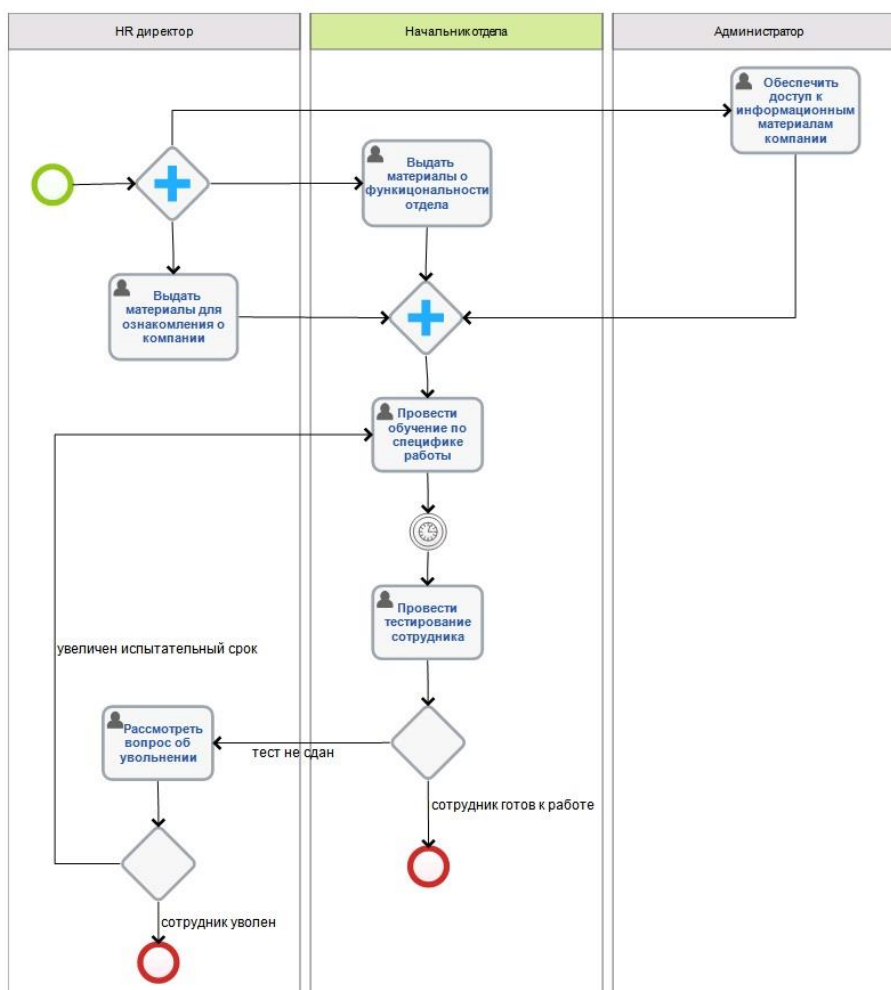 HR директор
Начальник отдела
Администратор
Обеспечить
доступ к
информационным
материалам
компании
Выдать
материалы о
функицональности
отдела
Выдать
материалы для
ознакомления о
компании
Провести
обучение по
специфике
работы
Провести
тестирование
сотрудника
увеличен испытательный срок
Рассмотреть
вопрос об
увольнении
тест не сдан
сотрудник готов к работе
сотрудник уволен